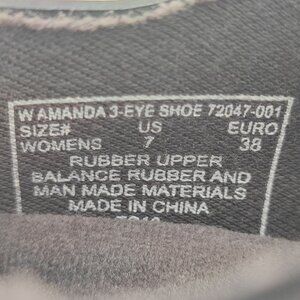 W AMANDA 3-EYE SHOE 72047-001
SIZE# US EURO
WOMENS 7 38
RUBBER UPPER
BALANCE RUBBER AND
MAN MADE MATERIALS
MADE IN CHINA